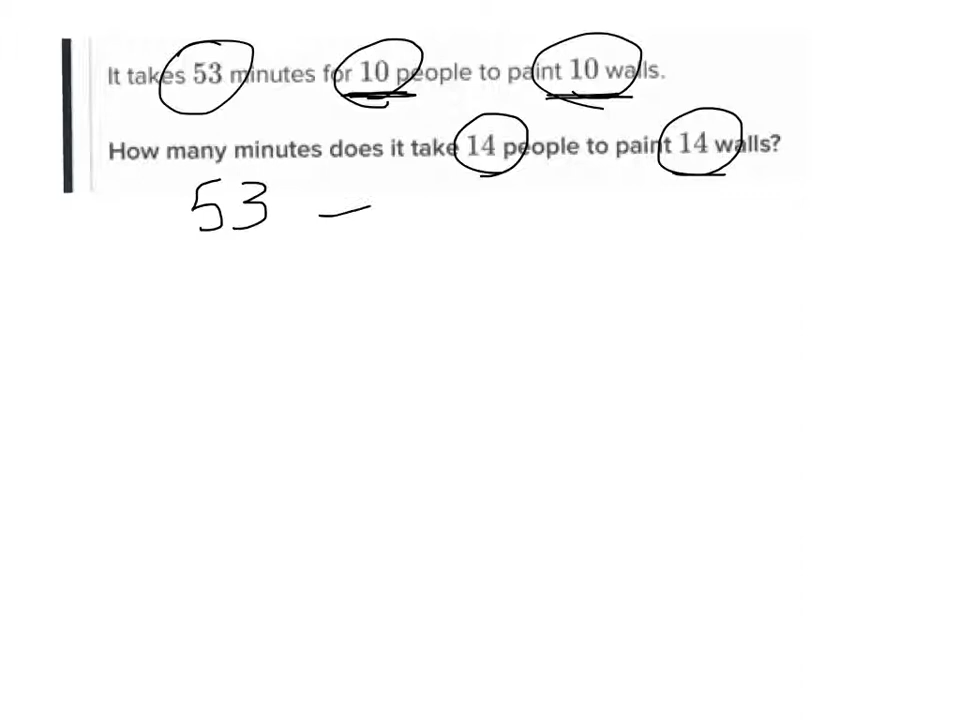 It takes 53 minutes for 10 people to paint 10 walls.
How many minutes does it take 14 people to paint 14 walls?
53 —